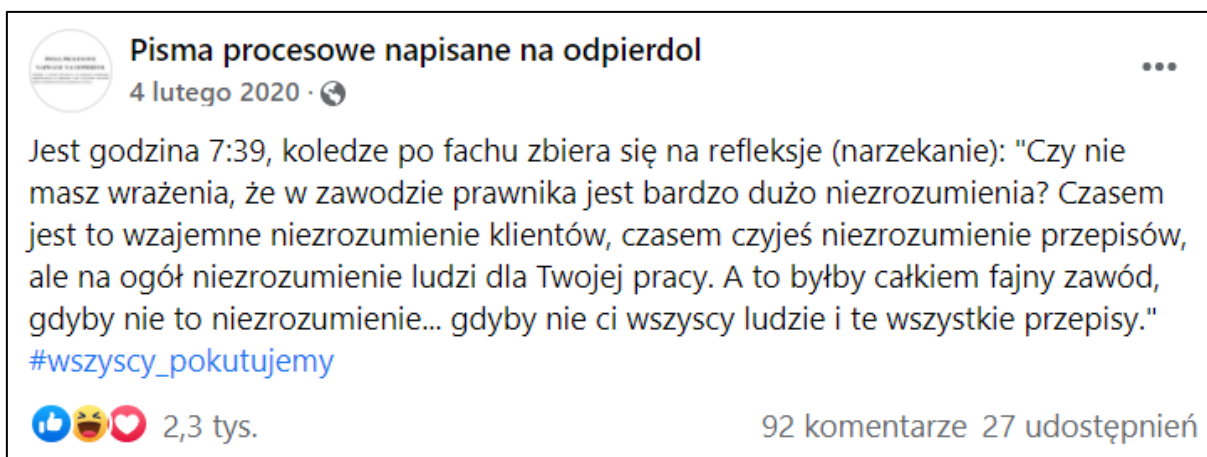 Pisma procesowe napisane na odpierdol
4 lutego 2020 ·
Jest godzina 7:39, koledze po fachu zbiera się na refleksje (narzekanie): "Czy nie
masz wrażenia, że w zawodzie prawnika jest bardzo dużo niezrozumienia? Czasem
jest to wzajemne niezrozumienie klientów, czasem czyjeś niezrozumienie przepisów,
ale na ogół niezrozumienie ludzi dla Twojej pracy. A to byłby całkiem fajny zawód,
gdyby nie to niezrozumienie... gdyby nie ci wszyscy ludzie i te wszystkie przepisy."
#wszyscy_pokutujemy
2,3 tys.
92 komentarze 27 udostępnień